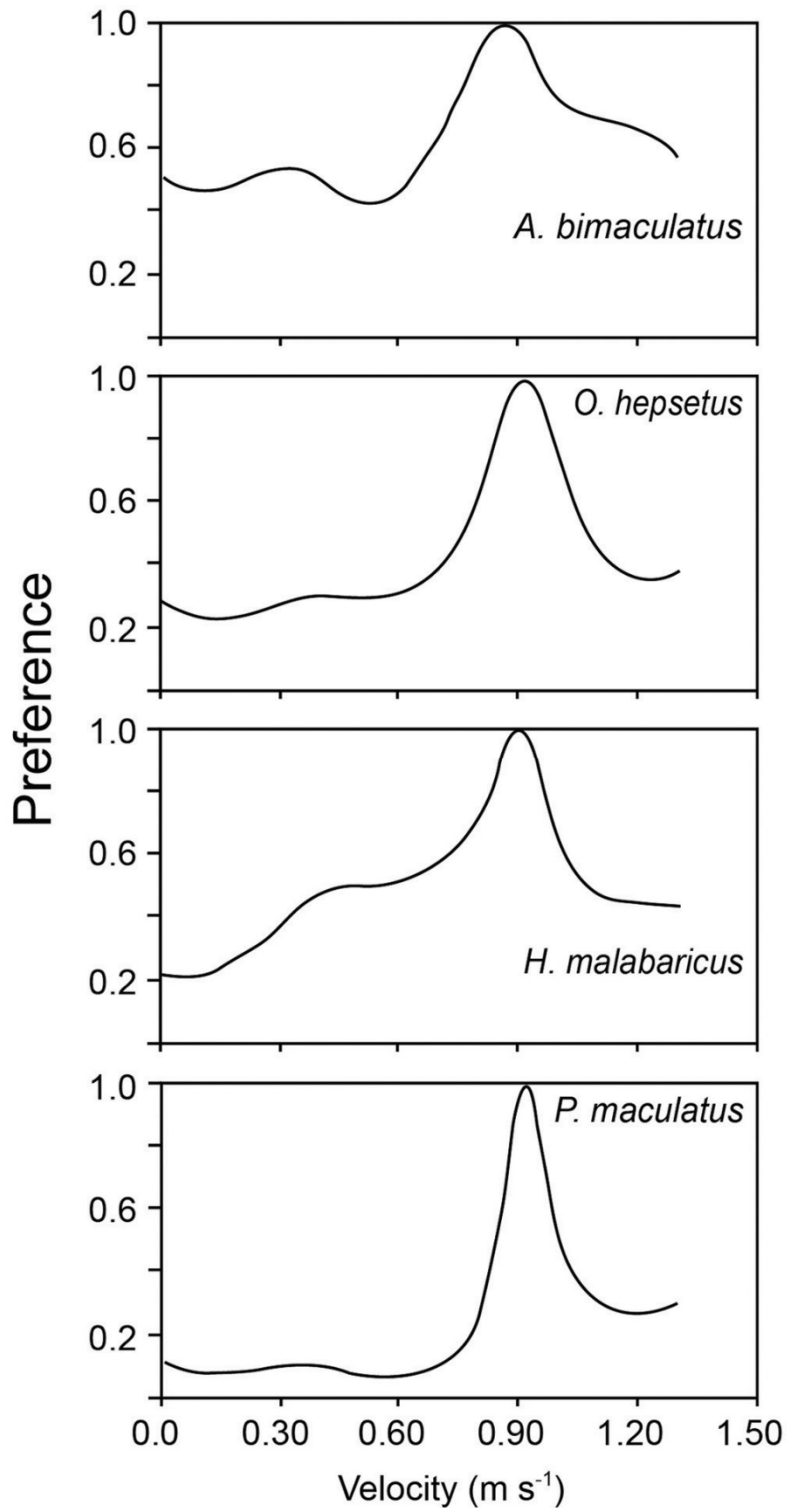 Preference
1.0
0.6
0.2
A. bimaculatus
1.0
0.6
0.2
O. hepsetus
1.0
0.6
0.2
H. malabaricus
1.0
0.6
0.2
P. maculatus
0.0 0.30 0.60 0.90 1.20 1.50
Velocity (m s⁻¹)